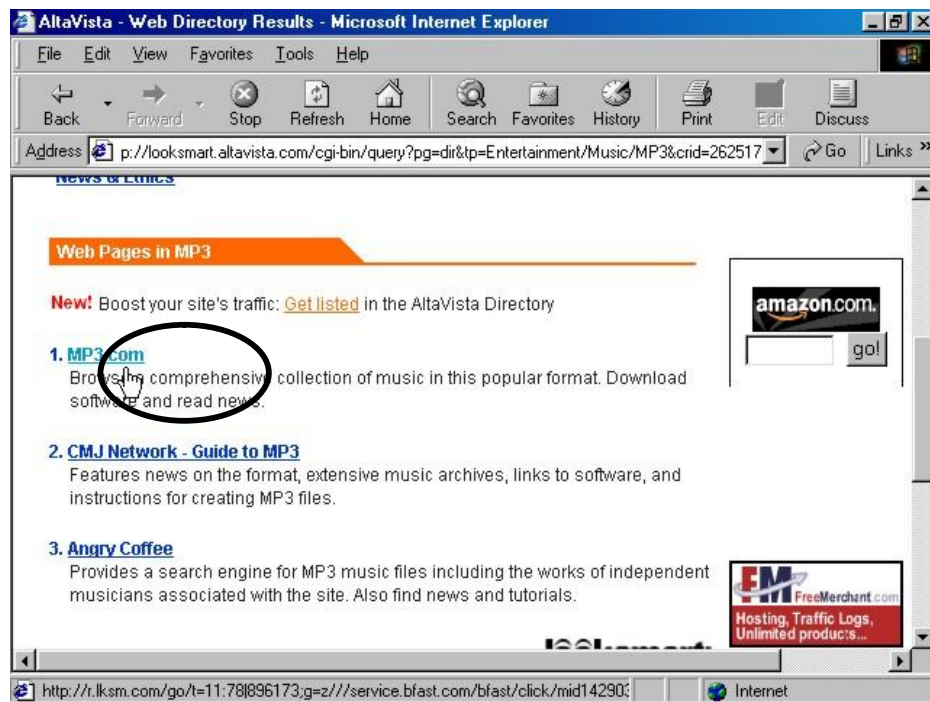 AltaVista - Web Directory Results - Microsoft Internet Explorer
File Edit View Favorites Tools Help
Back Forward Stop Refresh Home Search Favorites History Print Edit Discuss
Address p://looksmart.altavista.com/cgi-bin/query?pg=dir&tp=Entertainment/Music/MP3&crid=262517 Go Links »
News & Ethics
Web Pages in MP3
New! Boost your site's traffic: Get listed in the AltaVista Directory
amazon.com.
go!
1. MP3.com
Browse a comprehensive collection of music in this popular format. Download
software and read news.
2. CMJ Network - Guide to MP3
Features news on the format, extensive music archives, links to software, and
instructions for creating MP3 files.
3. Angry Coffee
Provides a search engine for MP3 music files including the works of independent
musicians associated with the site. Also find news and tutorials.
FM FreeMerchant.com
Hosting, Traffic Logs,
Unlimited products...
looksmart
http://r.lksm.com/go/t=11:78|896173;g=z///service.bfast.com/bfast/click/mid142903 Internet